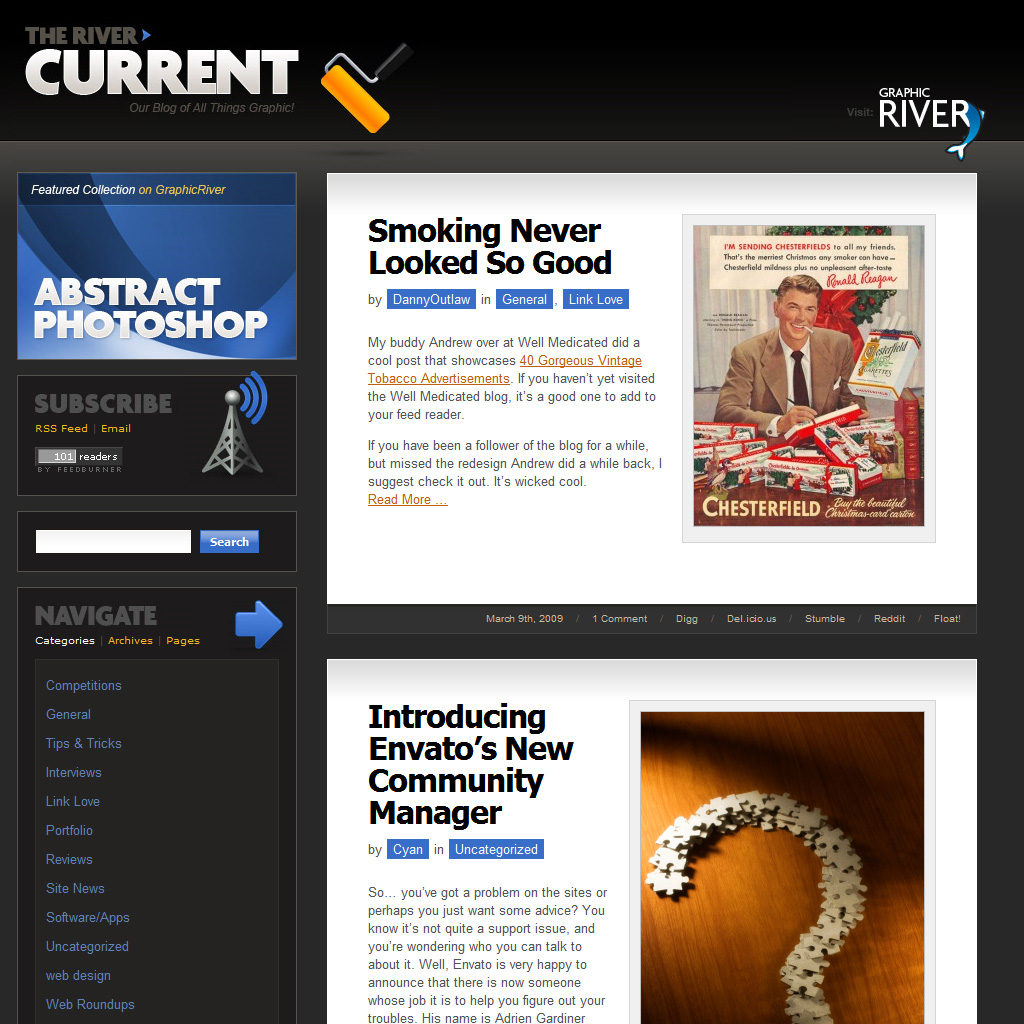 THE RIVER
CURRENT
Our Blog of All Things Graphic!
Visit:
GRAPHIC
RIVER
Featured Collection on GraphicRiver
ABSTRACT
PHOTOSHOP
SUBSCRIBE
RSS Feed | Email
101 readers
BY FEEDBURNER
Search
NAVIGATE
Categories | Archives | Pages
Competitions
General
Tips & Tricks
Interviews
Link Love
Portfolio
Reviews
Site News
Software/Apps
Uncategorized
web design
Web Roundups
Smoking Never
Looked So Good
by DannyOutlaw in General, Link Love
My buddy Andrew over at Well Medicated did a
cool post that showcases 40 Gorgeous Vintage
Tobacco Advertisements. If you haven't yet visited
the Well Medicated blog, it's a good one to add to
your feed reader.
If you have been a follower of the blog for a while,
but missed the redesign Andrew did a while back, I
suggest check it out. It's wicked cool.
Read More …
I'M SENDING CHESTERFIELDS to all my friends.
That's the merriest Christmas any smoker can have—
Chesterfield mildness plus no unpleasant after-taste
Ronald Reagan
Chesterfield
CIGARETTES
CHESTERFIELD
Buy the beautiful
Christmas-card carton
March 9th, 2009 / 1 Comment / Digg / Del.icio.us / Stumble / Reddit / Float!
Introducing
Envato's New
Community
Manager
by Cyan in Uncategorized
So… you've got a problem on the sites or
perhaps you just want some advice? You
know it's not quite a support issue, and
you're wondering who you can talk to
about it. Well, Envato is very happy to
announce that there is now someone
whose job it is to help you figure out your
troubles. His name is Adrien Gardiner